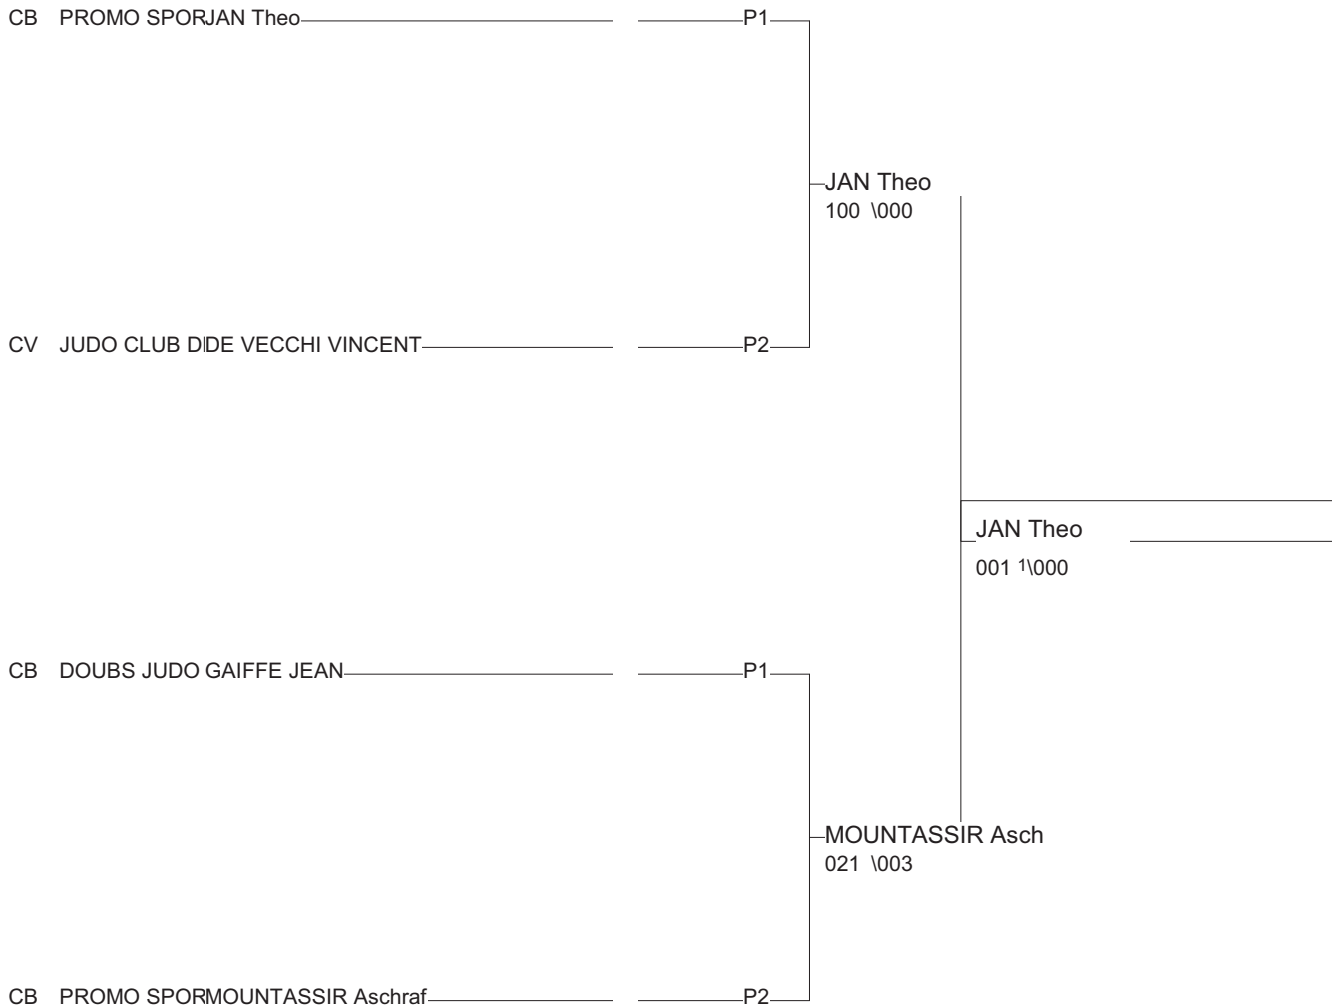 CB PROMO SPORJAN Theo P1
JAN Theo
100 \000
CV JUDO CLUB DDE VECCHI VINCENT P2
JAN Theo
001 1\000
CB DOUBS JUDO GAIFFE JEAN P1
MOUNTASSIR Asch
021 \003
CB PROMO SPORMOUNTASSIR Aschraf P2